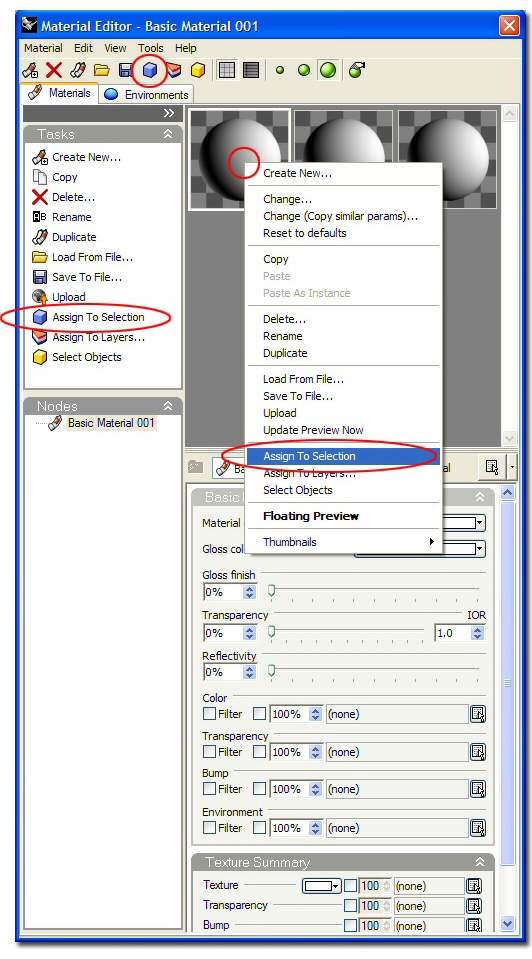 Material Editor - Basic Material 001
Material Edit View Tools Help
Materials Environments
Tasks
Create New...
Copy
Delete...
Rename
Duplicate
Load From File...
Save To File...
Upload
Assign To Selection
Assign To Layers...
Select Objects
Nodes
Basic Material 001
Create New...
Change...
Change (Copy similar params)...
Reset to defaults
Copy
Paste
Paste As Instance
Delete...
Rename
Duplicate
Load From File...
Save To File...
Upload
Update Preview Now
Assign To Selection
Assign To Layers...
Select Objects
Floating Preview
Thumbnails
Basic
Material
Gloss col
Gloss finish
0%
Transparency IOR
0% 1.0
Reflectivity
0%
Color
Filter 100% (none)
Transparency
Filter 100% (none)
Bump
Filter 100% (none)
Environment
Filter 100% (none)
Texture Summary
Texture 100 (none)
Transparency 100 (none)
Bump 100 (none)